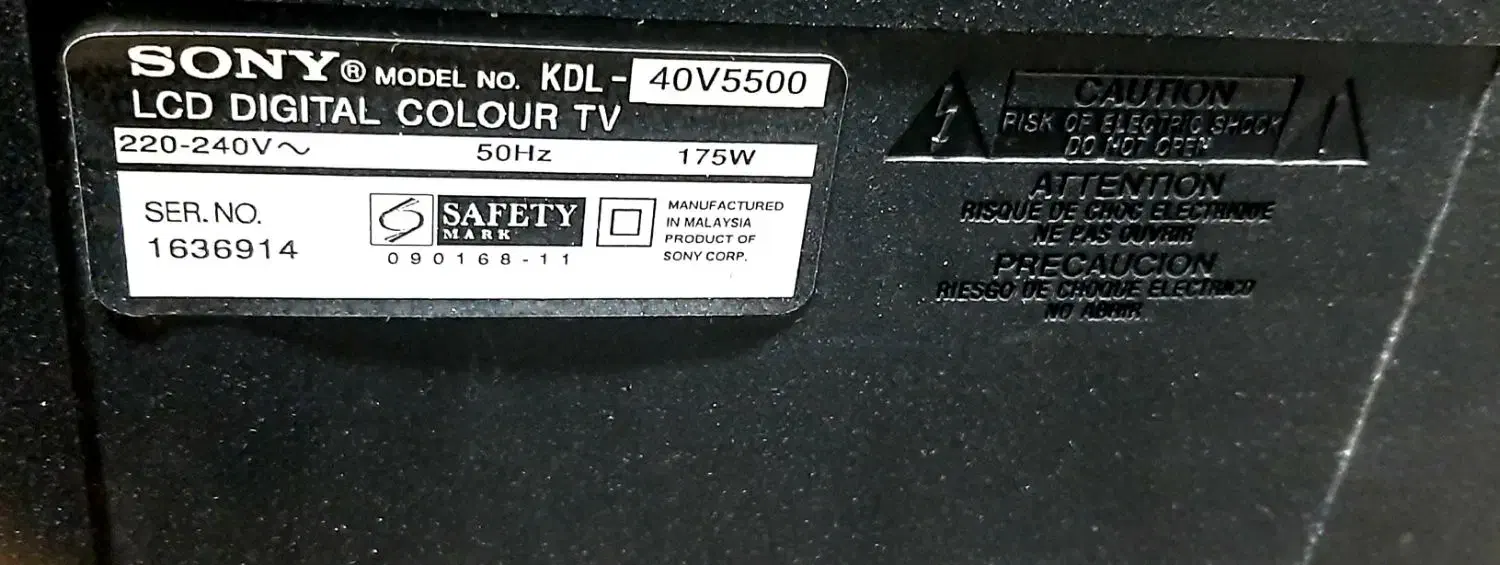 SONY® MODEL NO. KDL-40V5500
LCD DIGITAL COLOUR TV
220-240V~ 50Hz 175W
SER. NO.
1636914
SAFETY
MARK
090168-11
MANUFACTURED
IN MALAYSIA
PRODUCT OF
SONY CORP.
CAUTION
RISK OF ELECTRIC SHOCK
DO NOT OPEN
ATTENTION
RISQUE DE CHOC ELECTRIQUE
NE PAS OUVRIR
PRECAUCION
RIESGO DE CHOQUE ELECTRICO
NO ABRIR